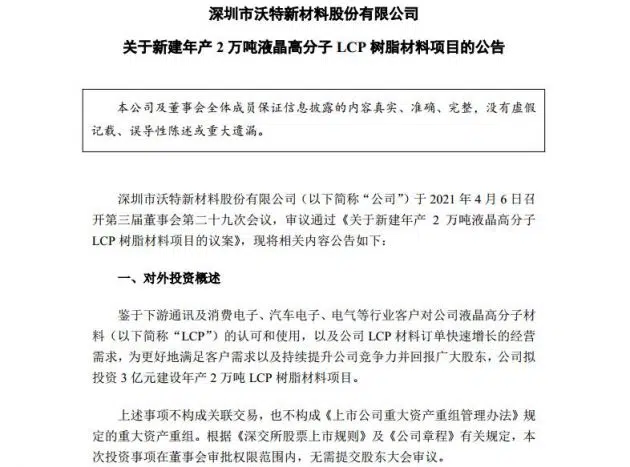 深圳市沃特新材料股份有限公司
关于新建年产 2 万吨液晶高分子 LCP 树脂材料项目的公告
本公司及董事会全体成员保证信息披露的内容真实、准确、完整，没有虚假
记载、误导性陈述或重大遗漏。
深圳市沃特新材料股份有限公司（以下简称“公司”）于 2021 年 4 月 6 日召
开第三届董事会第二十九次会议，审议通过《关于新建年产 2 万吨液晶高分子
LCP 树脂材料项目的议案》，现将相关内容公告如下：
一、对外投资概述
鉴于下游通讯及消费电子、汽车电子、电气等行业客户对公司液晶高分子材
料（以下简称“LCP”）的认可和使用，以及公司 LCP 材料订单快速增长的经营
需求，为更好地满足客户需求以及持续提升公司竞争力并回报广大股东，公司拟
投资 3 亿元建设年产 2 万吨 LCP 树脂材料项目。
上述事项不构成关联交易，也不构成《上市公司重大资产重组管理办法》规
定的重大资产重组。根据《深交所股票上市规则》及《公司章程》有关规定，本
次投资事项在董事会审批权限范围内，无需提交股东大会审议。